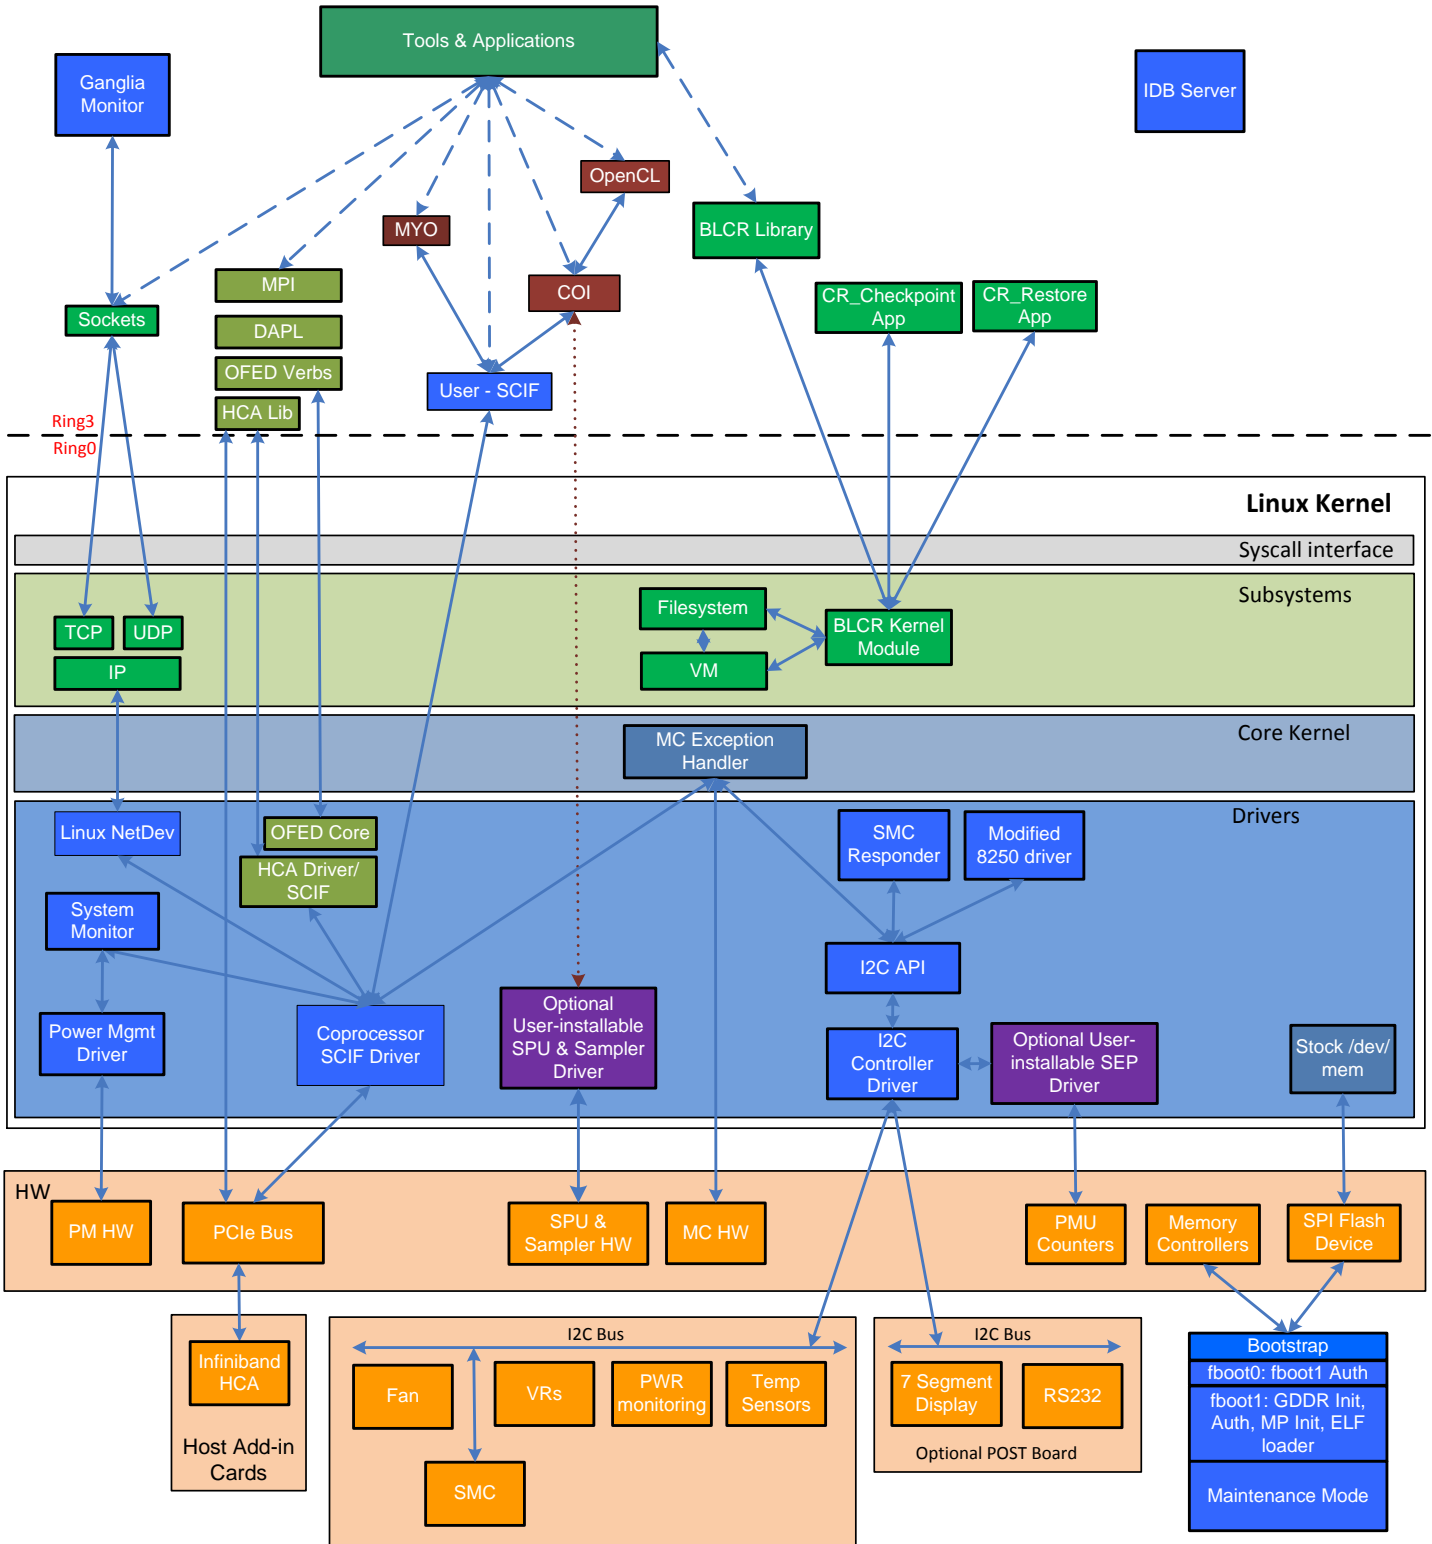 Tools & Applications
Ganglia
Monitor
IDB Server
OpenCL
MYO
BLCR Library
MPI
COI
CR_Checkpoint
App
CR_Restore
App
Sockets
DAPL
OFED Verbs
User - SCIF
HCA Lib
Ring3
Ring0
Linux Kernel
Syscall interface
Subsystems
Filesystem
TCP
UDP
BLCR Kernel
Module
IP
VM
Core Kernel
MC Exception
Handler
Drivers
Linux NetDev
OFED Core
SMC
Responder
Modified
8250 driver
HCA Driver/
SCIF
System
Monitor
I2C API
Power Mgmt
Driver
Coprocessor
SCIF Driver
Optional
User-installable
SPU & Sampler
Driver
I2C
Controller
Driver
Optional User-
installable SEP
Driver
Stock /dev/
mem
HW
PM HW
PCIe Bus
SPU &
Sampler HW
MC HW
PMU
Counters
Memory
Controllers
SPI Flash
Device
I2C Bus
I2C Bus
Infiniband
HCA
Fan
VRs
PWR
monitoring
Temp
Sensors
7 Segment
Display
RS232
Bootstrap
fboot0: fboot1 Auth
fboot1: GDDR Init,
Auth, MP Init, ELF
loader
Host Add-in
Cards
Optional POST Board
SMC
Maintenance Mode